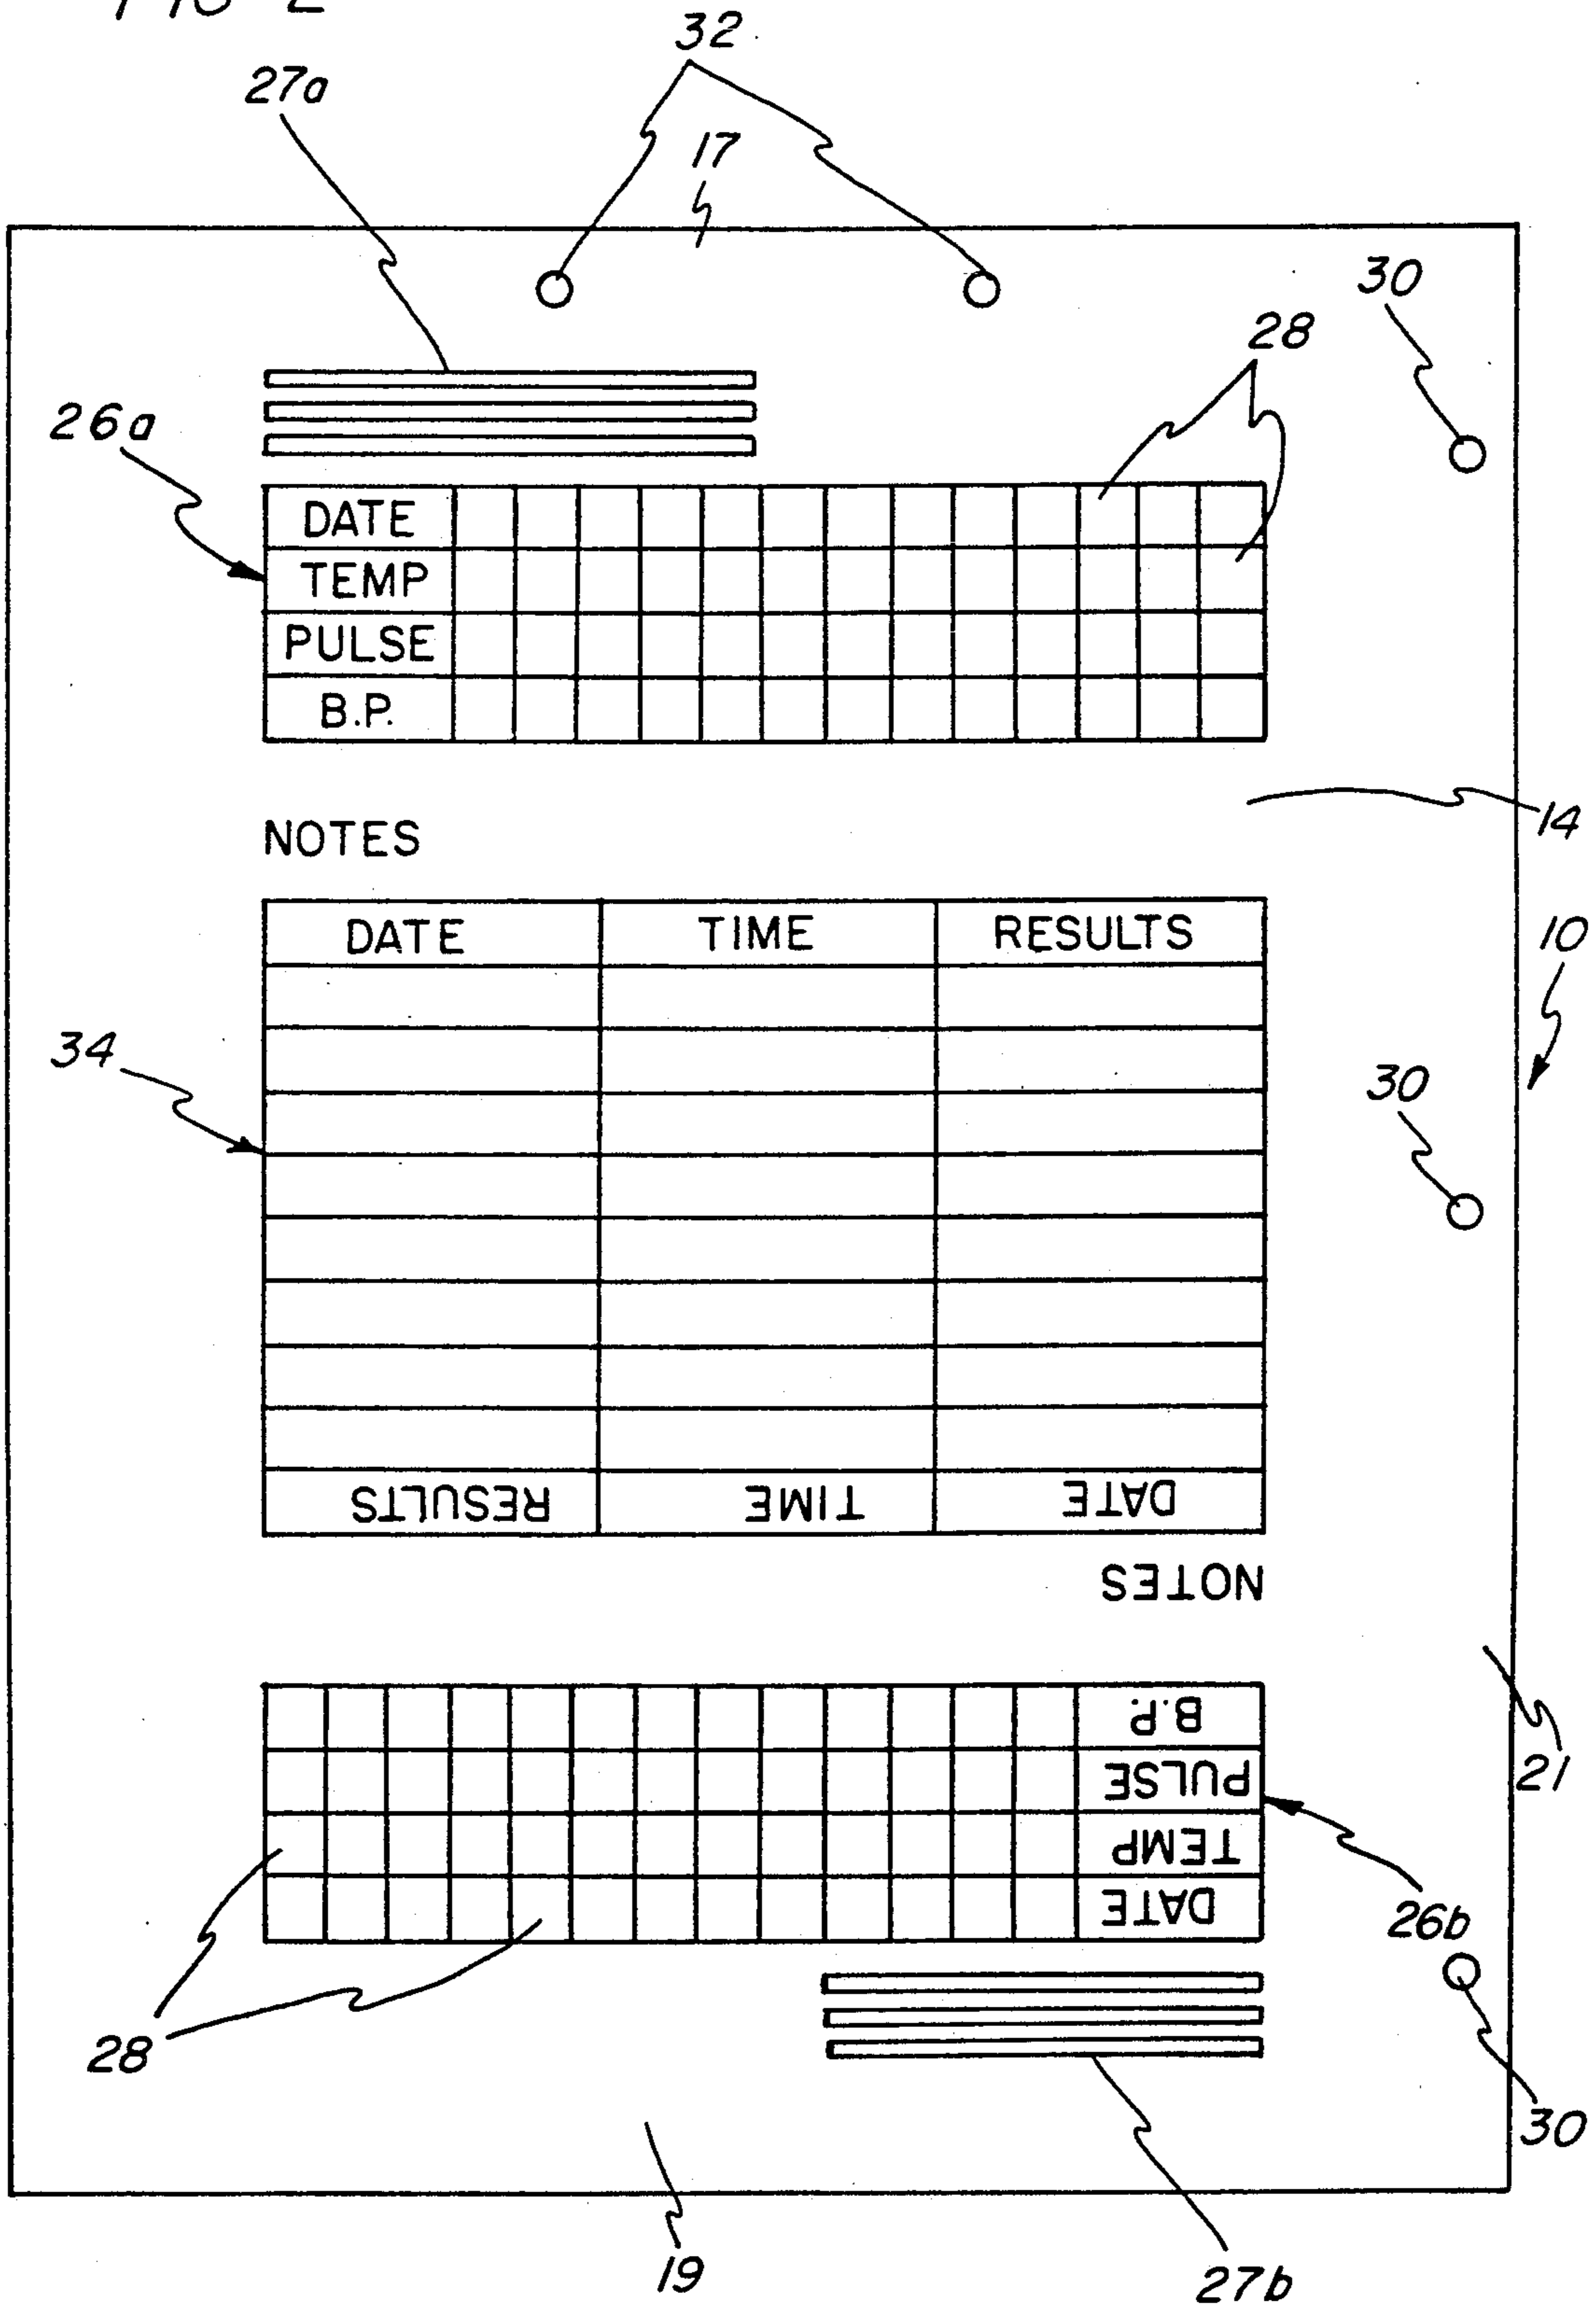 FIG 2
32
27a
17
30
28
26a
DATE
TEMP
PULSE
B.P.
14
NOTES
DATE TIME RESULTS
10
34
30
RESULTS TIME DATE
NOTES
B.P.
PULSE
21
TEMP
DATE
26b
28
30
19
27b